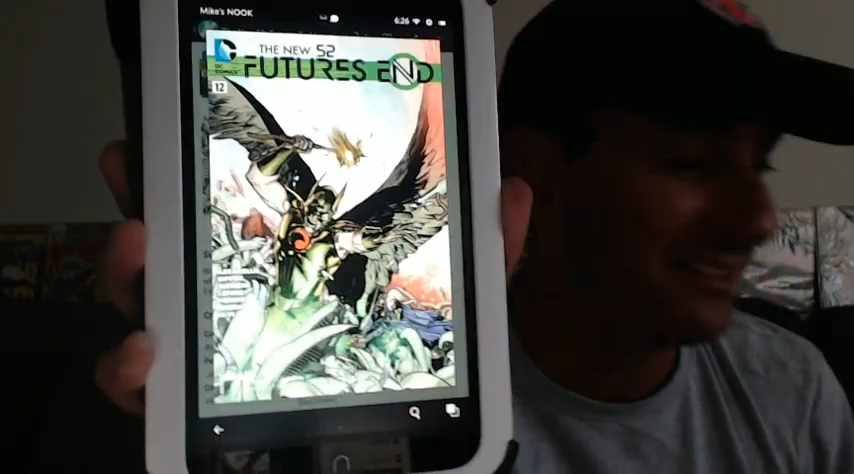 Mike's NOOK
6:26
THE NEW 52
DC COMICS
FUTURES END
12